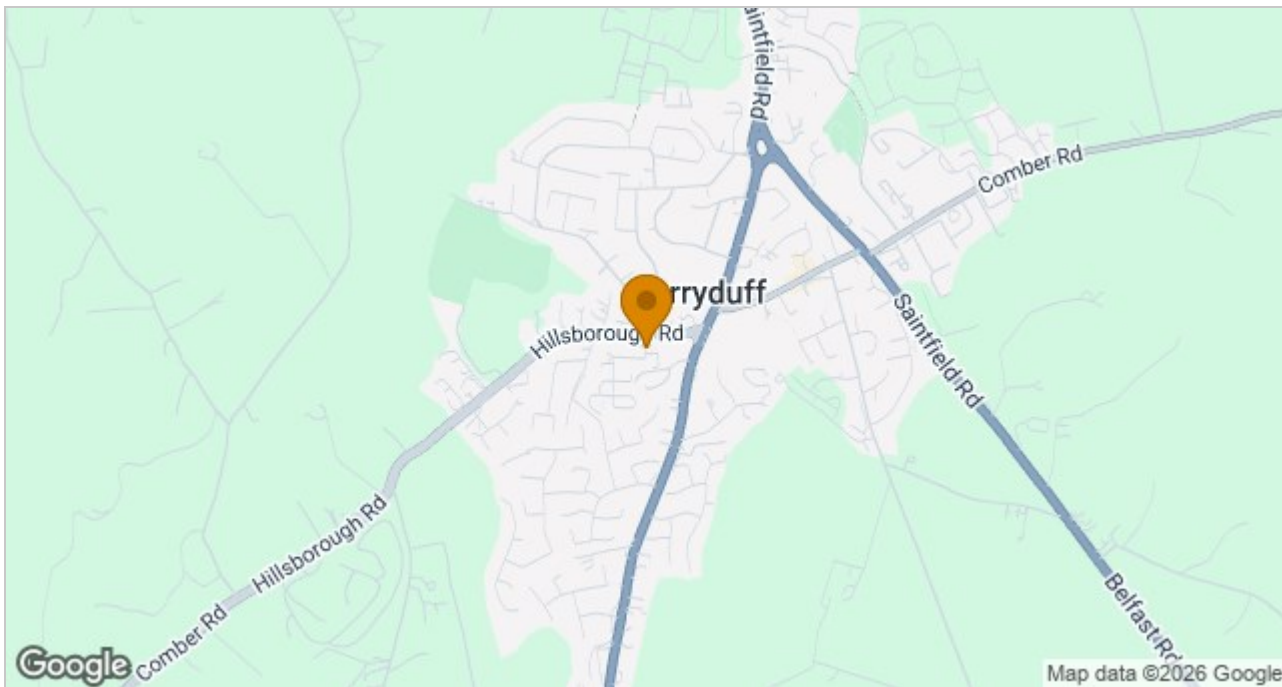 aintfield Rd
Comber Rd
rryduff
Hillsborough Rd
Saintfield Rd
Hillsborough Rd
Comber Rd
Belfast Rd
Google
Map data ©2026 Google